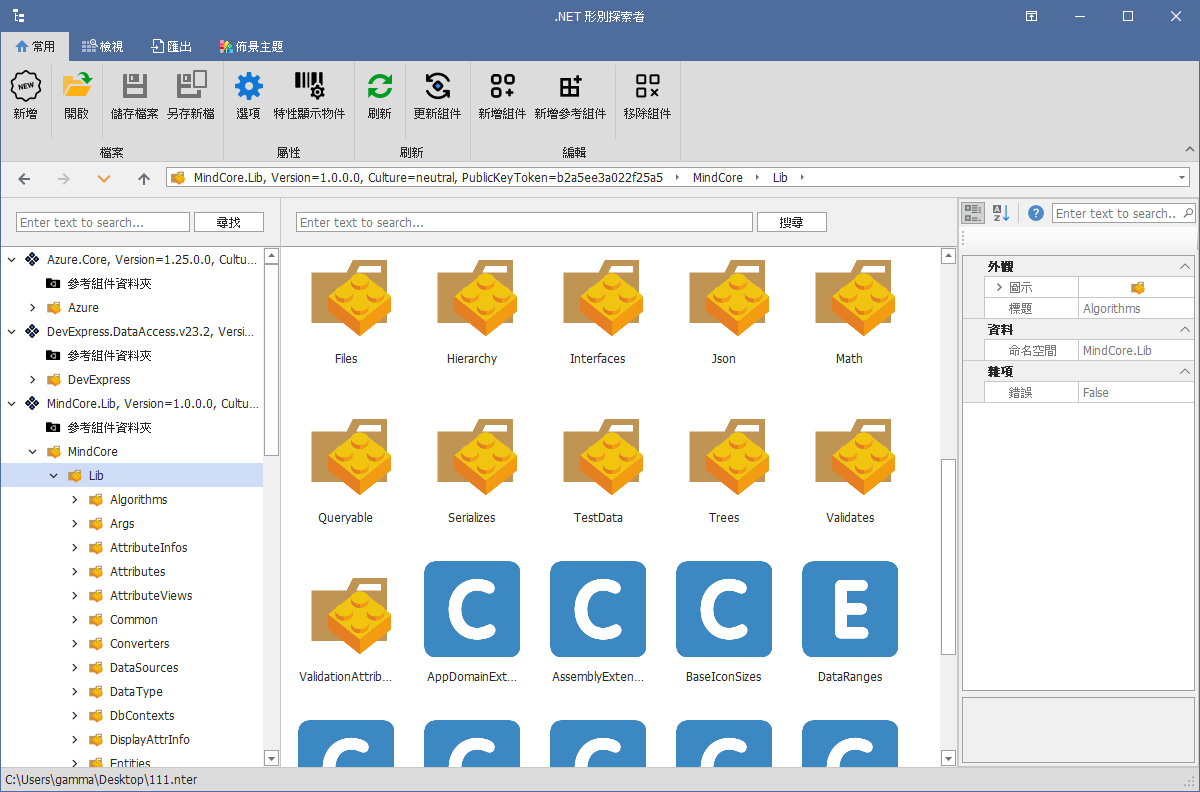 .NET 形別探索者
常用 檢視 匯出 佈景主題
NEW
新增 開啟 儲存檔案 另存新檔 選項 特性顯示物件 刷新 更新組件 新增組件 新增參考組件 移除組件
檔案 屬性 刷新 編輯
MindCore.Lib, Version=1.0.0.0, Culture=neutral, PublicKeyToken=b2a5ee3a022f25a5 MindCore Lib
Enter text to search... 尋找
Enter text to search... 搜尋
Enter text to search..
Azure.Core, Version=1.25.0.0, Cultu...
參考組件資料夾
Azure
DevExpress.DataAccess.v23.2, Versi...
參考組件資料夾
DevExpress
MindCore.Lib, Version=1.0.0.0, Cultu...
參考組件資料夾
MindCore
Lib
Algorithms
Args
AttributeInfos
Attributes
AttributeViews
Common
Converters
DataSources
DataType
DbContexts
DisplayAttrInfo
Entities
Files Hierarchy Interfaces Json Math
Queryable Serializes TestData Trees Validates
C C C E
ValidationAttrib... AppDomainExt... AssemblyExten... BaseIconSizes DataRanges
外觀
圖示
標題 Algorithms
資料
命名空間 MindCore.Lib
雜項
錯誤 False
C:\Users\gamma\Desktop\111.nter